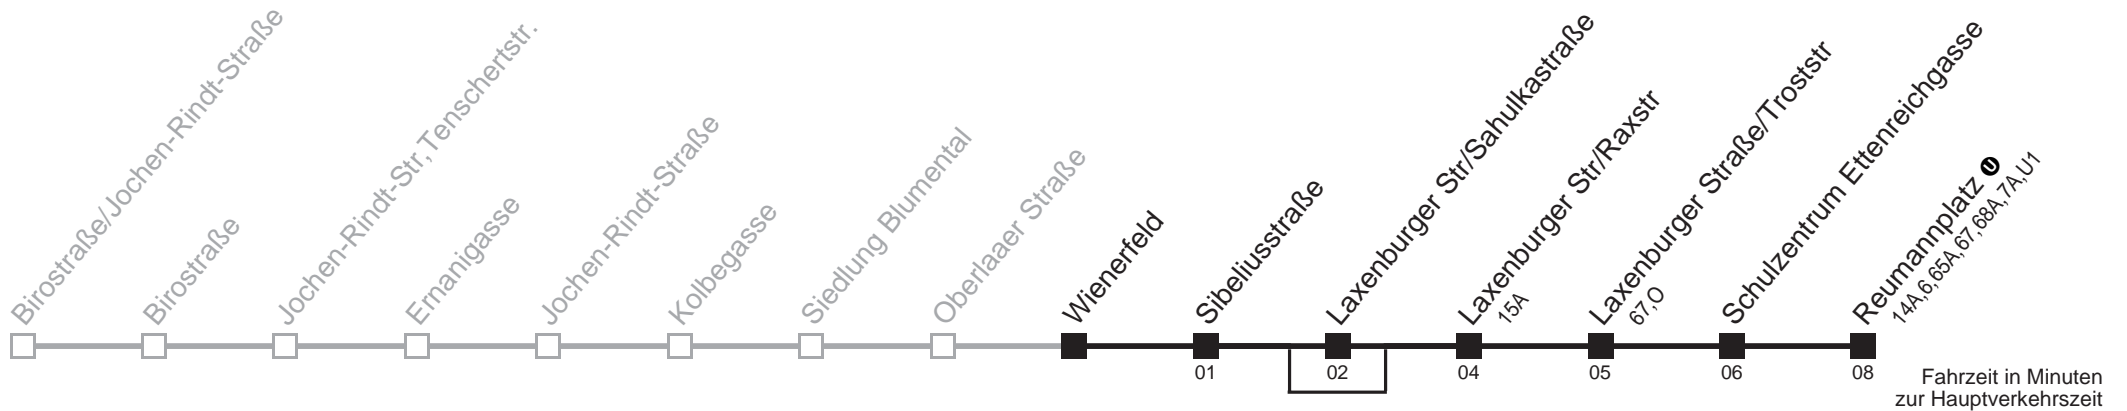 Birostraße/Jochen-Rindt-Straße
Birostraße
Jochen-Rindt-Str,Tenschertstr.
Ernanigasse
Jochen-Rindt-Straße
Kolbegasse
Siedlung Blumental
Oberlaaer Straße
Wienerfeld
Sibeliusstraße
01
Laxenburger Str/Sahulkastraße
02
Laxenburger Str/Raxstr
15A
04
Laxenburger Straße/Troststr
67,O
05
Schulzentrum Ettenreichgasse
06
Reumannplatz U
14A,6,65A,67,68A,7A,U1
08
Fahrzeit in Minuten
zur Hauptverkehrszeit